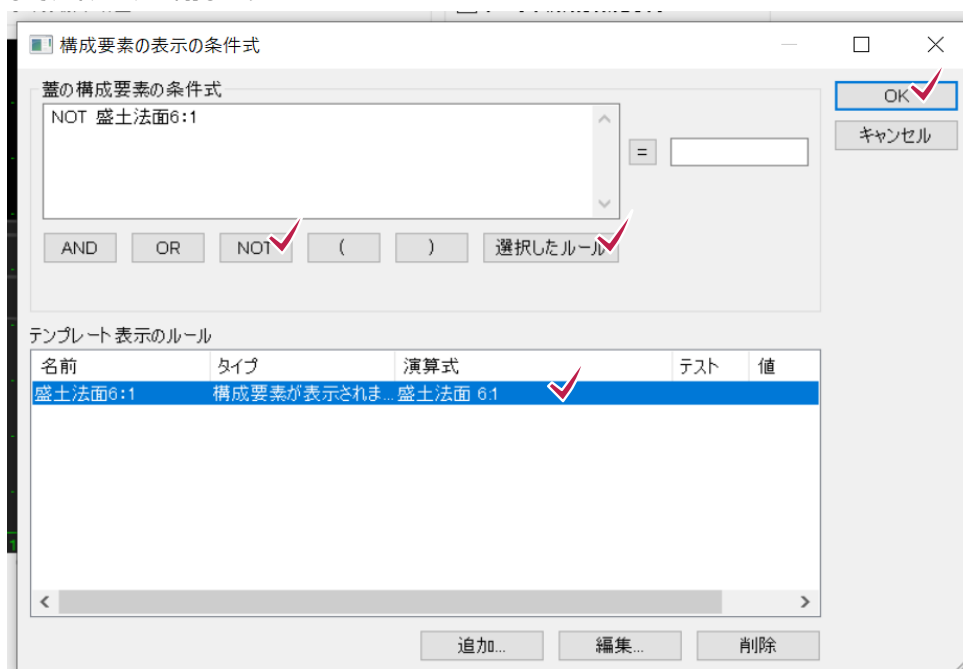 構成要素の表示の条件式
蓋の構成要素の条件式
NOT 盛土法面6:1
=
OK
キャンセル
AND OR NOT ( ) 選択したルール
テンプレート表示のルール
名前 タイプ 演算式 テスト 値
盛土法面6:1 構成要素が表示されま... 盛土法面 6:1
追加... 編集... 削除